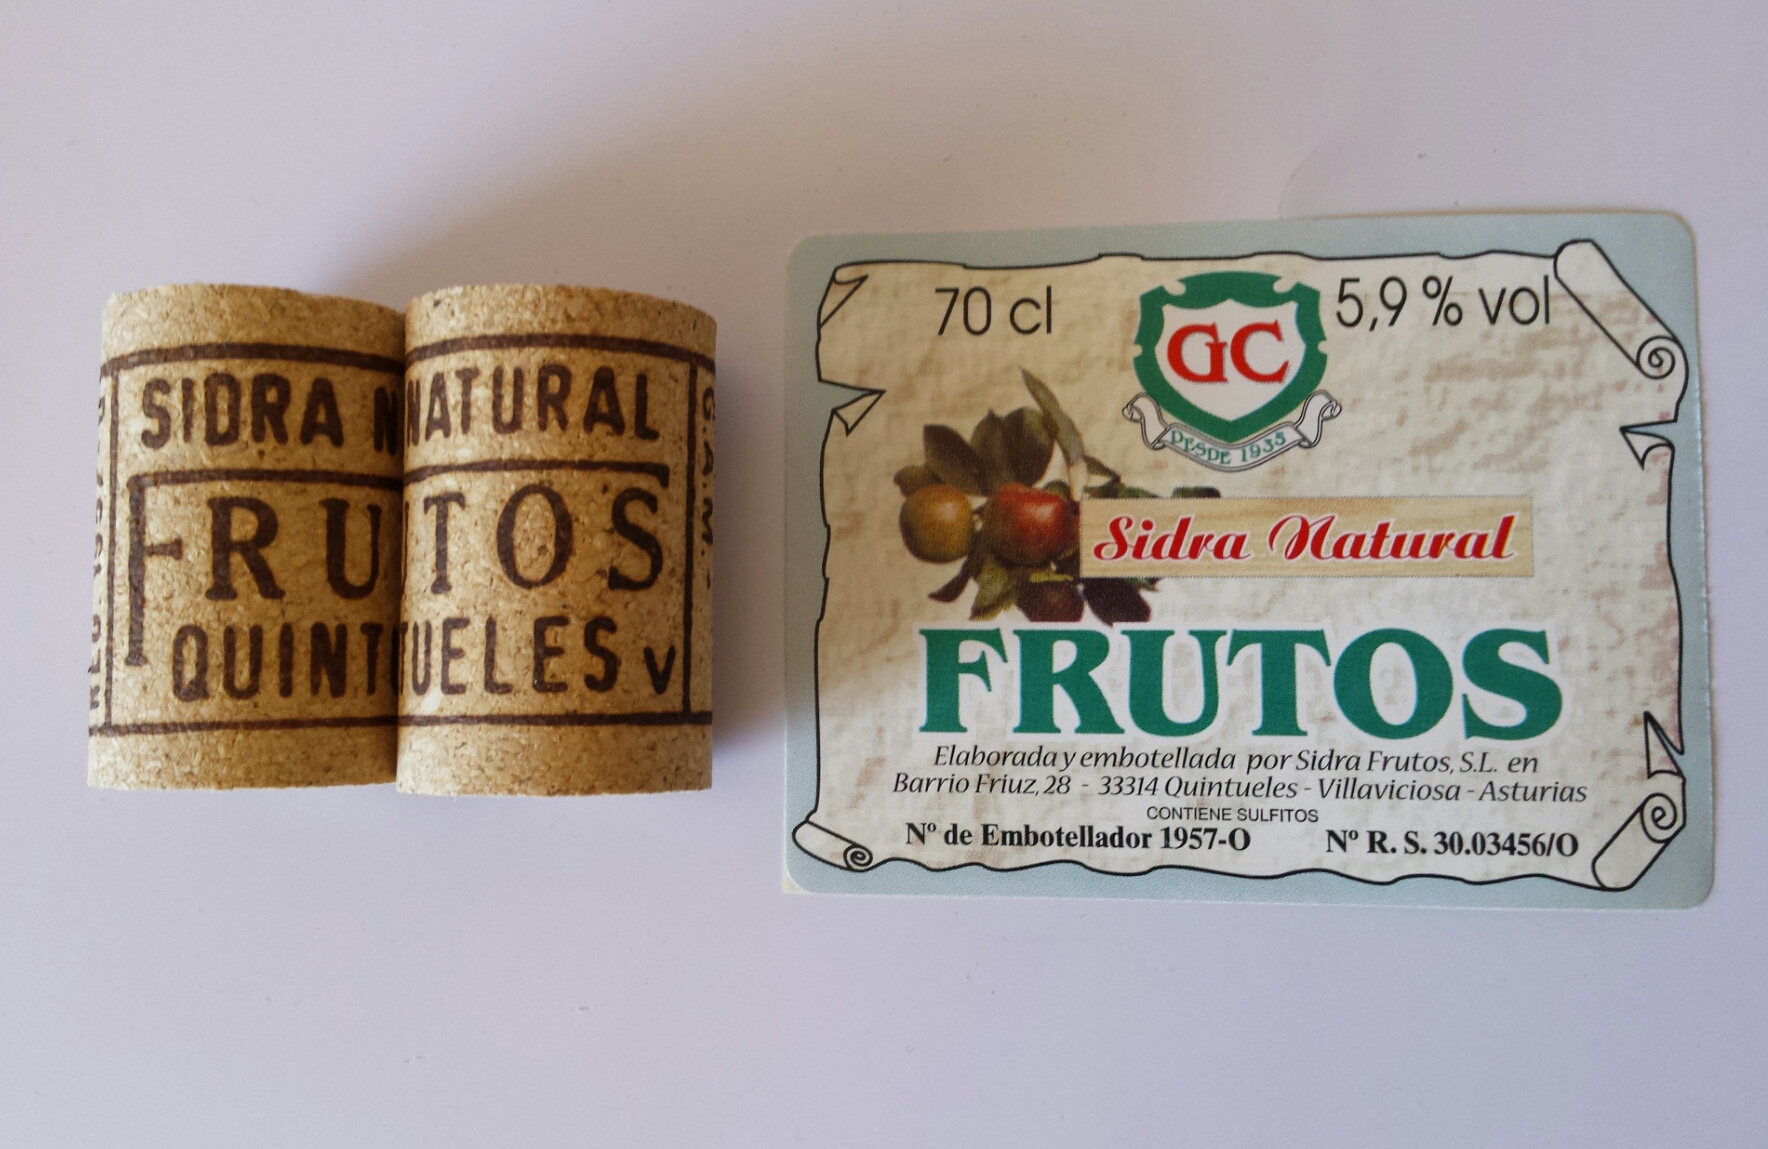 SIDRA NATURAL
FRUTOS
QUINTUELES V
G.A.M.
70 cl
5,9 % vol
GC
DESDE 1935
Sidra Natural
FRUTOS
Elaborada y embotellada por Sidra Frutos, S.L. en
Barrio Friuz, 28 - 33314 Quintueles - Villaviciosa - Asturias
CONTIENE SULFITOS
Nº de Embotellador 1957-O Nº R. S. 30.03456/O